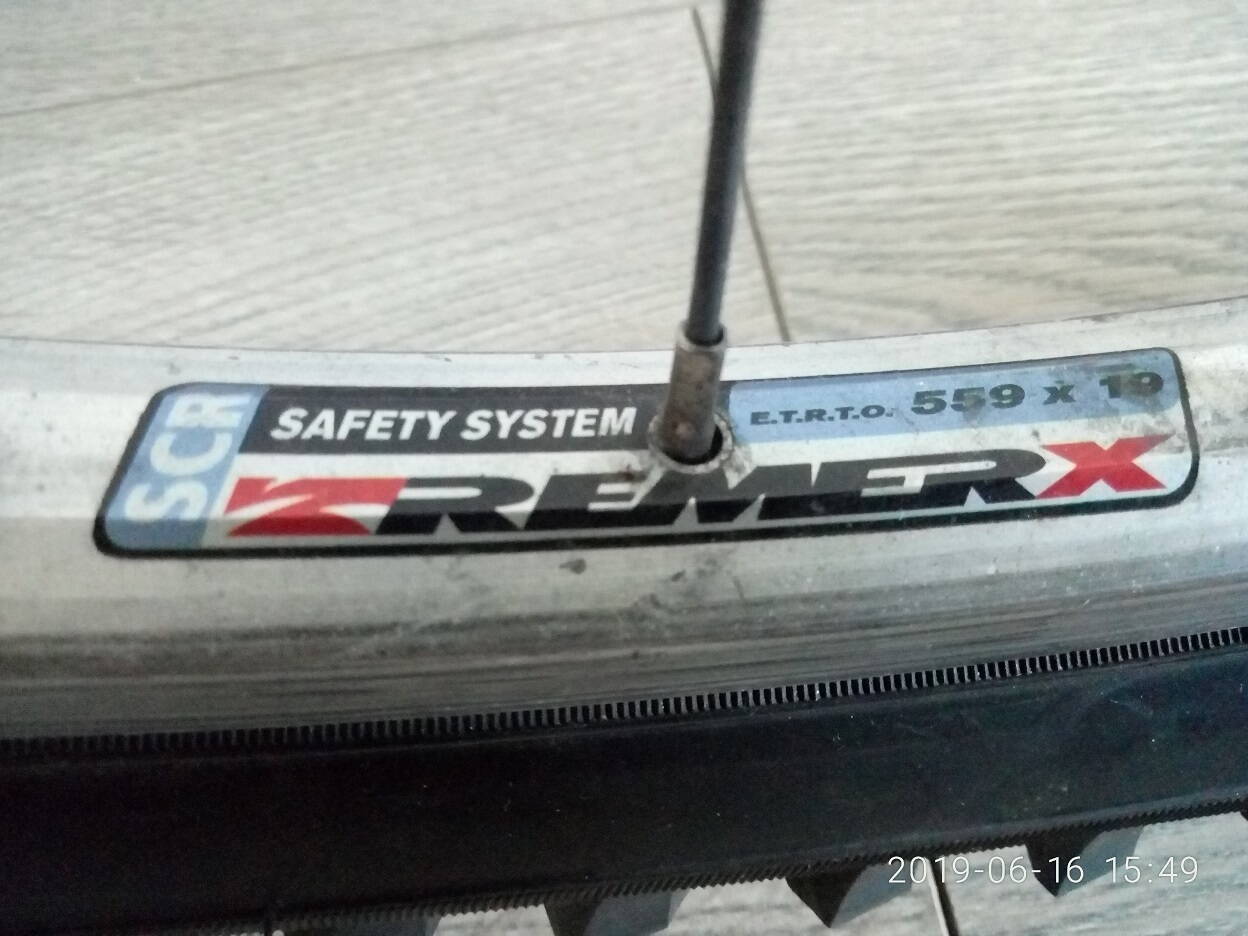 SCR
SAFETY SYSTEM
E.T.R.T.O. 559 x 19
REMERX
2019-06-16 15:49